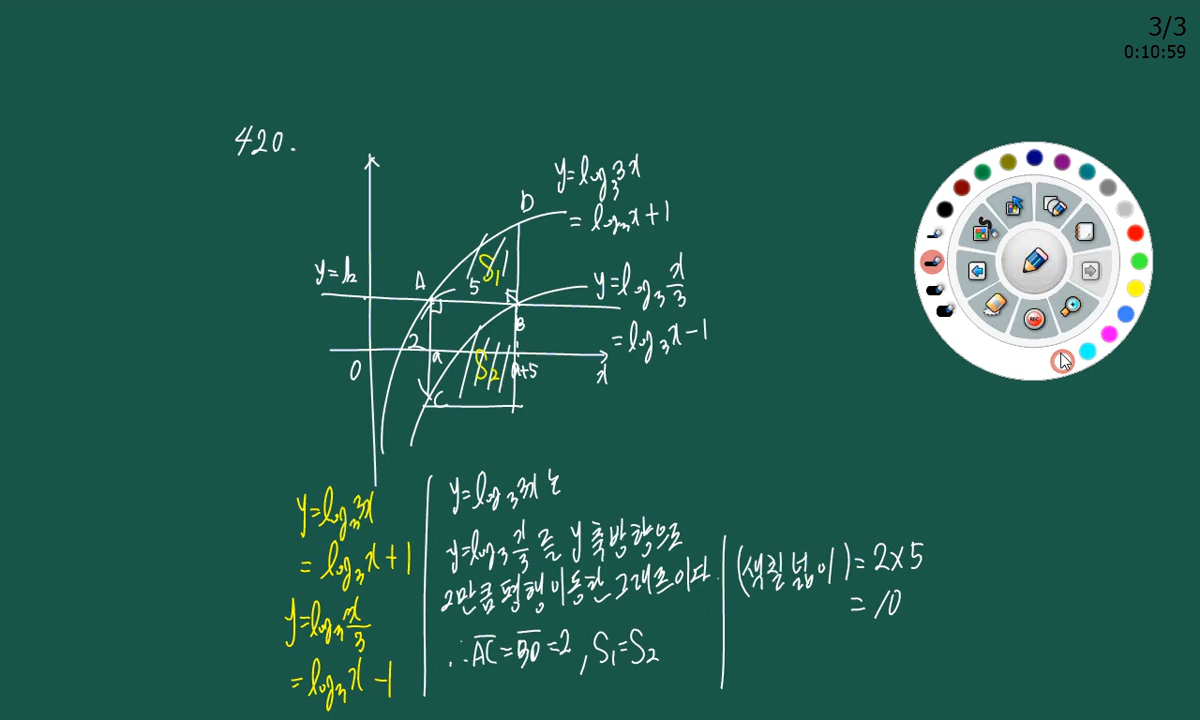 3/3
0:10:59
420.
y=log₃3x
= log₃x+1
D
y=k
A
5
S₁
y=log₃ x/3
B
= log₃x-1
2
a
S₂
a+5
0
x
C
y=log₃3x
= log₃x+1
y=log₃ x/3
= log₃x -1
y=log₃3x는
y=log₃ x/3 를 y축방향으로
2만큼 평행이동한 그래프이다.
∴ A̅C̅=B̅D̅=2, S₁=S₂
(색칠 넓이)=2×5
= 10
REC